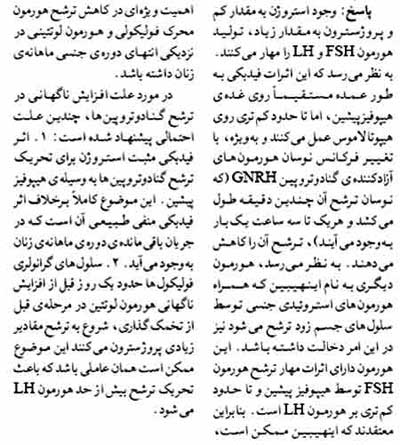 پاسخ: وجود استروژن به مقدار کم
و پروژسترون به مقدار زیاد، تولید
هورمون FSH و LH را مهار می‌کنند.
به نظر می‌رسد که این اثرات فیدبکی به
طور عمده مستقیماً روی غده‌ی
هیپوفیز پیشین، اما تا حدود کم‌تری روی
هیپوتالاموس عمل می‌کنند و به‌ویژه، با
تغییر فرکانس نوسان هورمون‌های
آزادکننده‌ی گنادوتروپین GNRH (که
نوسان ترشح آن چندین دقیقه طول
می‌کشد و هر یک تا سه ساعت یک‌بار
به‌وجود می‌آیند)، ترشح آن را کاهش
می‌دهند. به نظر می‌رسد، هورمون
دیگری به نام اینهیبین که همراه
هورمون‌های استروئیدی جنسی توسط
سلول‌های جسم زرد ترشح می‌شود نیز
در این امر دخالت داشته باشد. این
هورمون دارای اثرات مهار ترشح هورمون
FSH توسط هیپوفیز پیشین و تا حدود
کم‌تری بر هورمون LH است. بنابراین
معتقدند که اینهیبین ممکن است،
اهمیت ویژه‌ای در کاهش ترشح هورمون
محرک فولیکولی و هورمون لوتئینی در
نزدیکی انتهای دوره‌ی جنسی ماهانه‌ی
زنان داشته باشد.
در مورد علت افزایش ناگهانی در
ترشح گنادوتروپین‌ها، چندین علت
احتمالی پیشنهاد شده است: ۱. اثر
فیدبکی مثبت استروژن برای تحریک
ترشح گنادوتروپین‌ها به وسیله‌ی هیپوفیز
پیشین. این موضوع کاملاً برخلاف اثر
فیدبکی منفی طبیعی آن است که در
جریان باقی مانده‌ی دوره‌ی ماهانه‌ی زنان
به‌وجود می‌آید. ۲. سلول‌های گرانولری
فولیکول‌ها حدود یک روز قبل از افزایش
ناگهانی هورمون لوتئین در مرحله‌ی قبل
از تخمک‌گذاری، شروع به ترشح مقادیر
زیادی پروژسترون می‌کنند این موضوع
ممکن است همان عاملی باشد که باعث
تحریک ترشح بیش از حد هورمون LH
می‌شود.